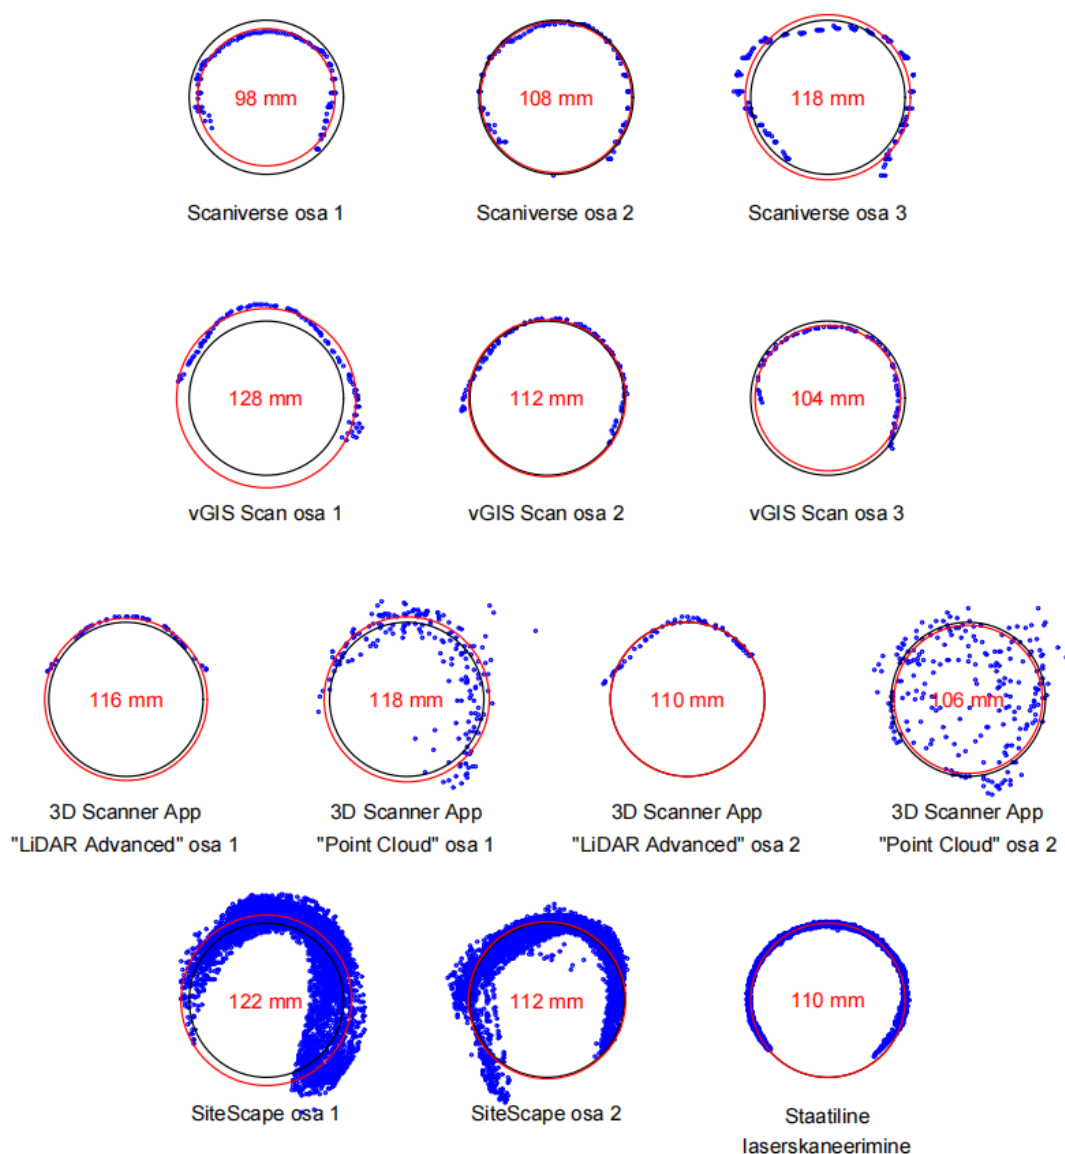 98 mm
108 mm
118 mm
Scaniverse osa 1
Scaniverse osa 2
Scaniverse osa 3
128 mm
112 mm
104 mm
vGIS Scan osa 1
vGIS Scan osa 2
vGIS Scan osa 3
116 mm
118 mm
110 mm
106 mm
3D Scanner App
"LiDAR Advanced" osa 1
3D Scanner App
"Point Cloud" osa 1
3D Scanner App
"LiDAR Advanced" osa 2
3D Scanner App
"Point Cloud" osa 2
122 mm
112 mm
110 mm
SiteScape osa 1
SiteScape osa 2
Staatiline
laserskaneerimine